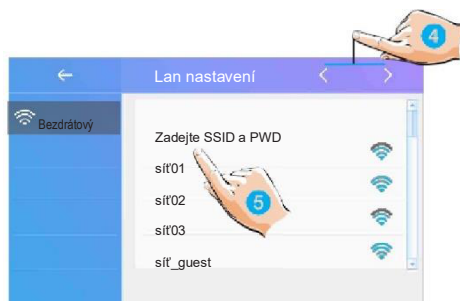 4
Lan nastavení
Bezdrátový
Zadejte SSID a PWD
síť01
síť02
5
síť03
síť_guest